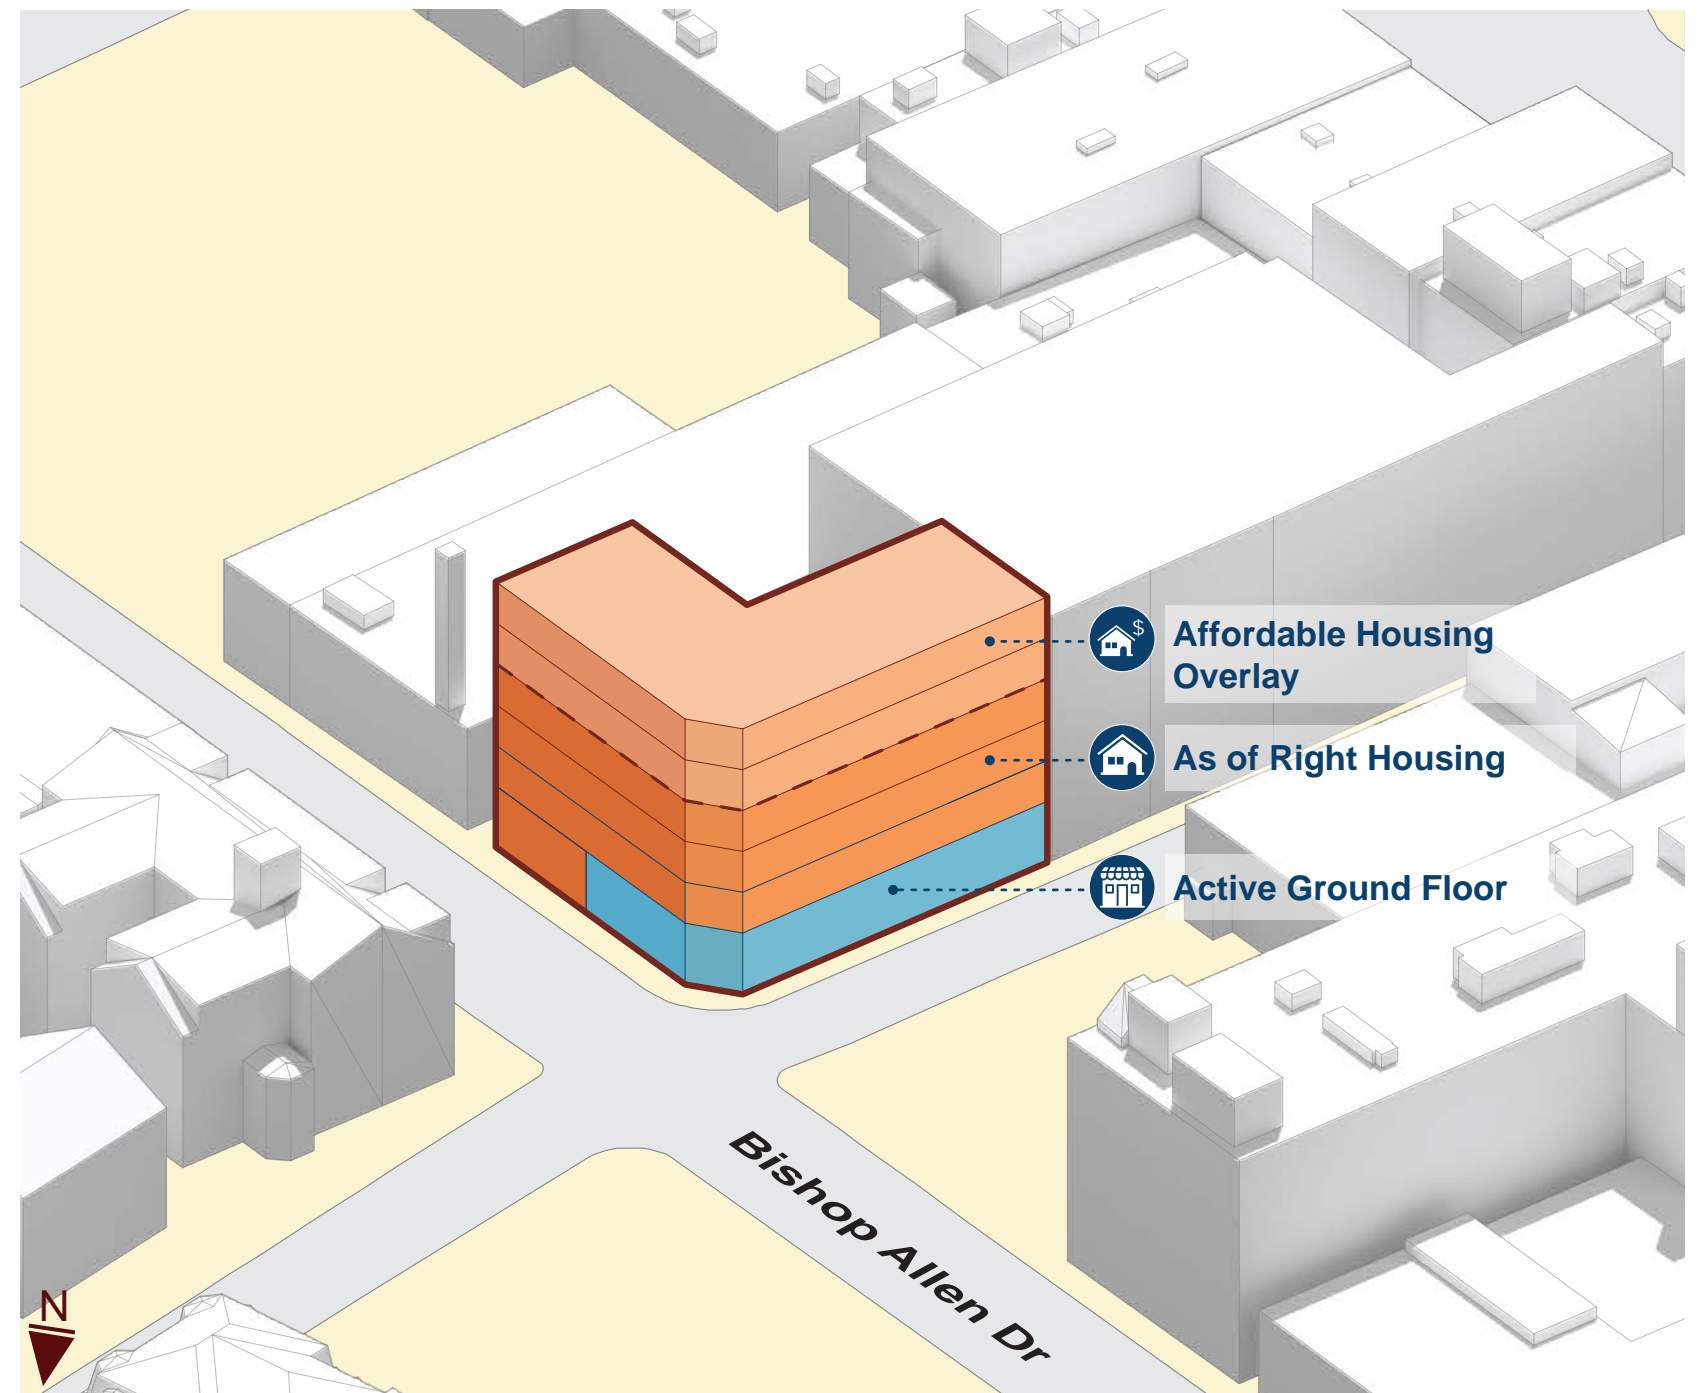 $
Affordable Housing
Overlay
As of Right Housing
Active Ground Floor
Bishop Allen Dr
N